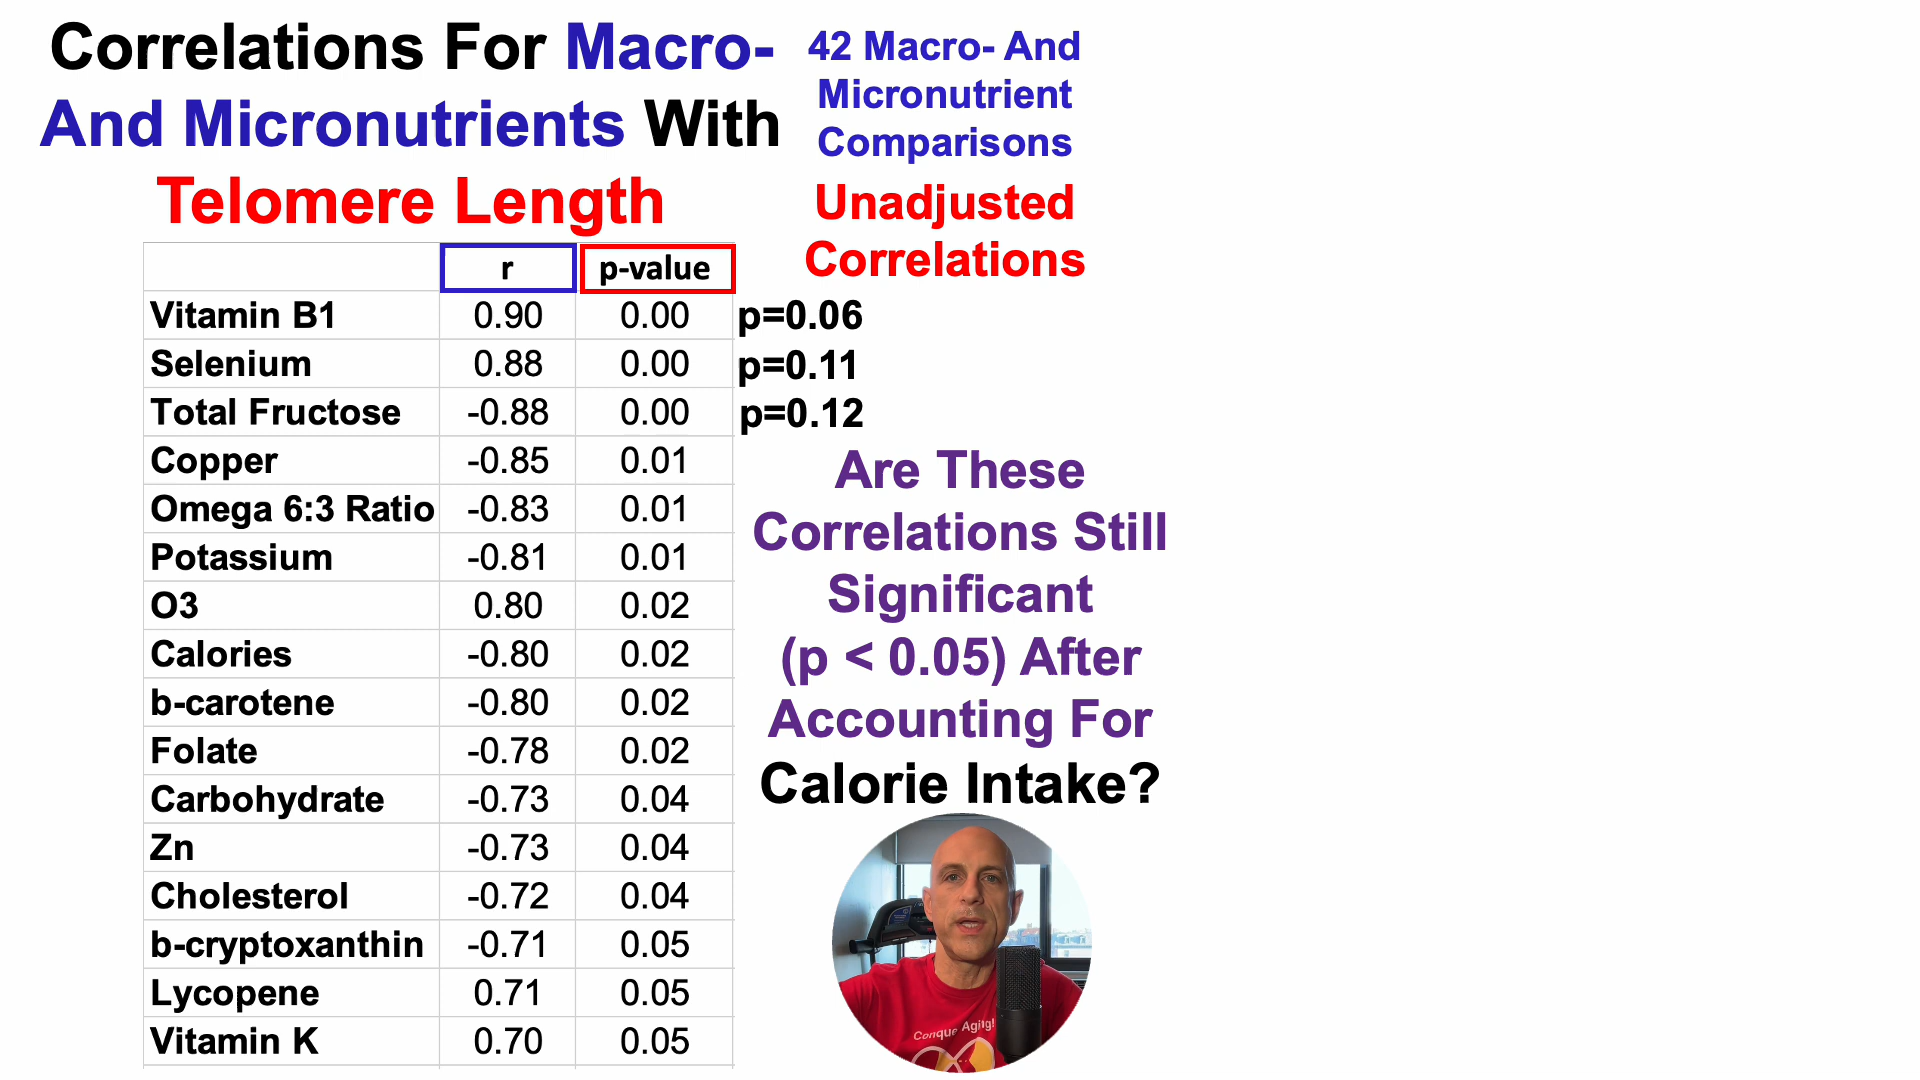 Correlations For Macro-
And Micronutrients With
Telomere Length
42 Macro- And
Micronutrient
Comparisons
Unadjusted
Correlations
r p-value
Vitamin B1 0.90 0.00 p=0.06
Selenium 0.88 0.00 p=0.11
Total Fructose -0.88 0.00 p=0.12
Copper -0.85 0.01
Omega 6:3 Ratio -0.83 0.01
Potassium -0.81 0.01
O3 0.80 0.02
Calories -0.80 0.02
b-carotene -0.80 0.02
Folate -0.78 0.02
Carbohydrate -0.73 0.04
Zn -0.73 0.04
Cholesterol -0.72 0.04
b-cryptoxanthin -0.71 0.05
Lycopene 0.71 0.05
Vitamin K 0.70 0.05
Are These
Correlations Still
Significant
(p < 0.05) After
Accounting For
Calorie Intake?
Conque Aging!